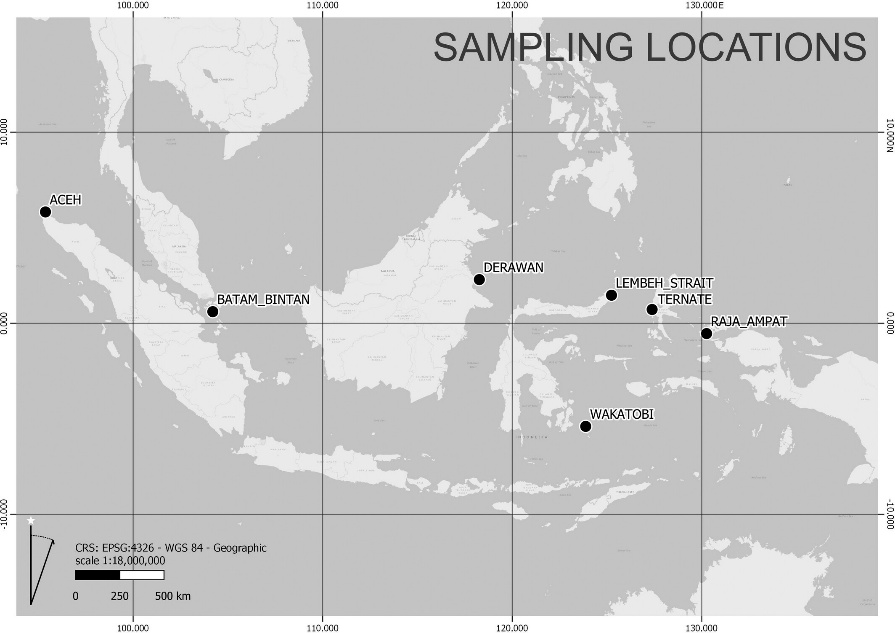 100.000
110.000
120.000
130.000E
SAMPLING LOCATIONS
10.000
10.000N
ACEH
DERAWAN
LEMBEH_STRAIT
BATAM_BINTAN
TERNATE
0.000
RAJA_AMPAT
0.000
WAKATOBI
-10.000
-10.000
CRS: EPSG:4326 - WGS 84 - Geographic
scale 1:18,000,000
0 250 500 km
100.000
110.000
120.000
130.000